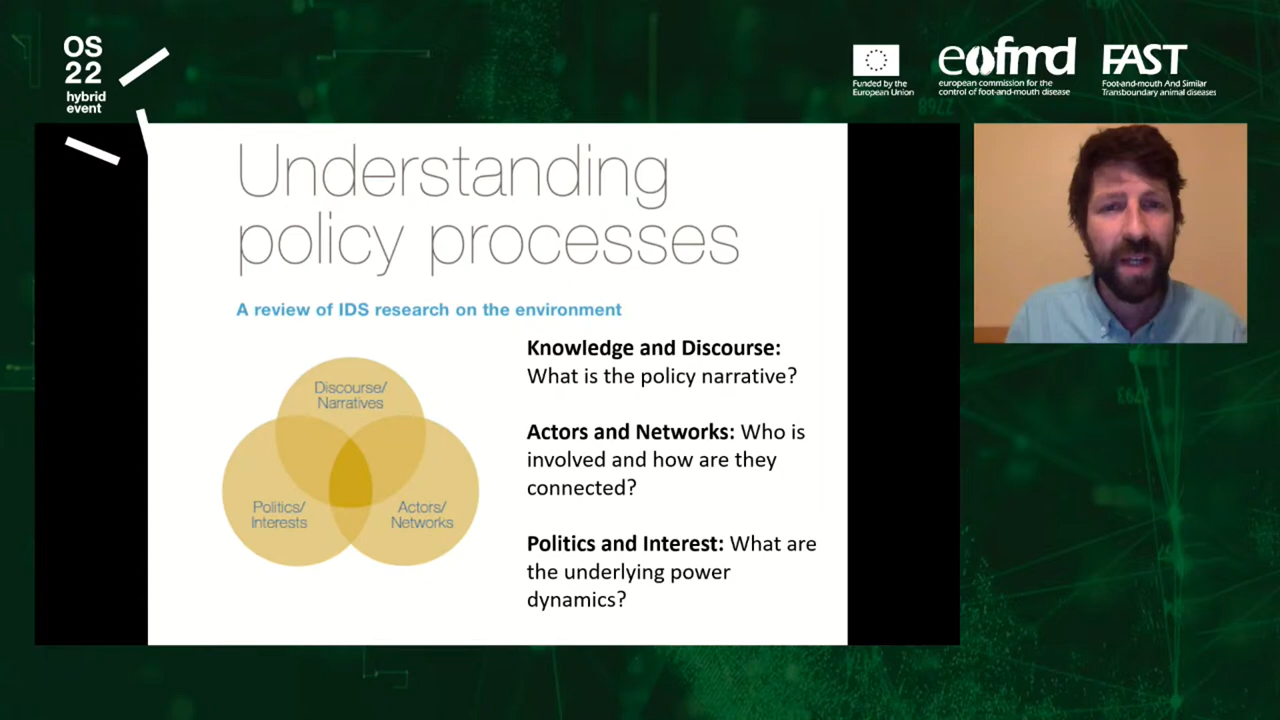 OS
22
hybrid
event
Funded by the
European Union
eofmd
european commission for the
control of foot-and-mouth disease
FAST
Foot-and-mouth And Similar
Transboundary animal diseases
Understanding
policy processes
A review of IDS research on the environment
Discourse/
Narratives
Politics/
Interests
Actors/
Networks
Knowledge and Discourse:
What is the policy narrative?
Actors and Networks: Who is
involved and how are they
connected?
Politics and Interest: What are
the underlying power
dynamics?